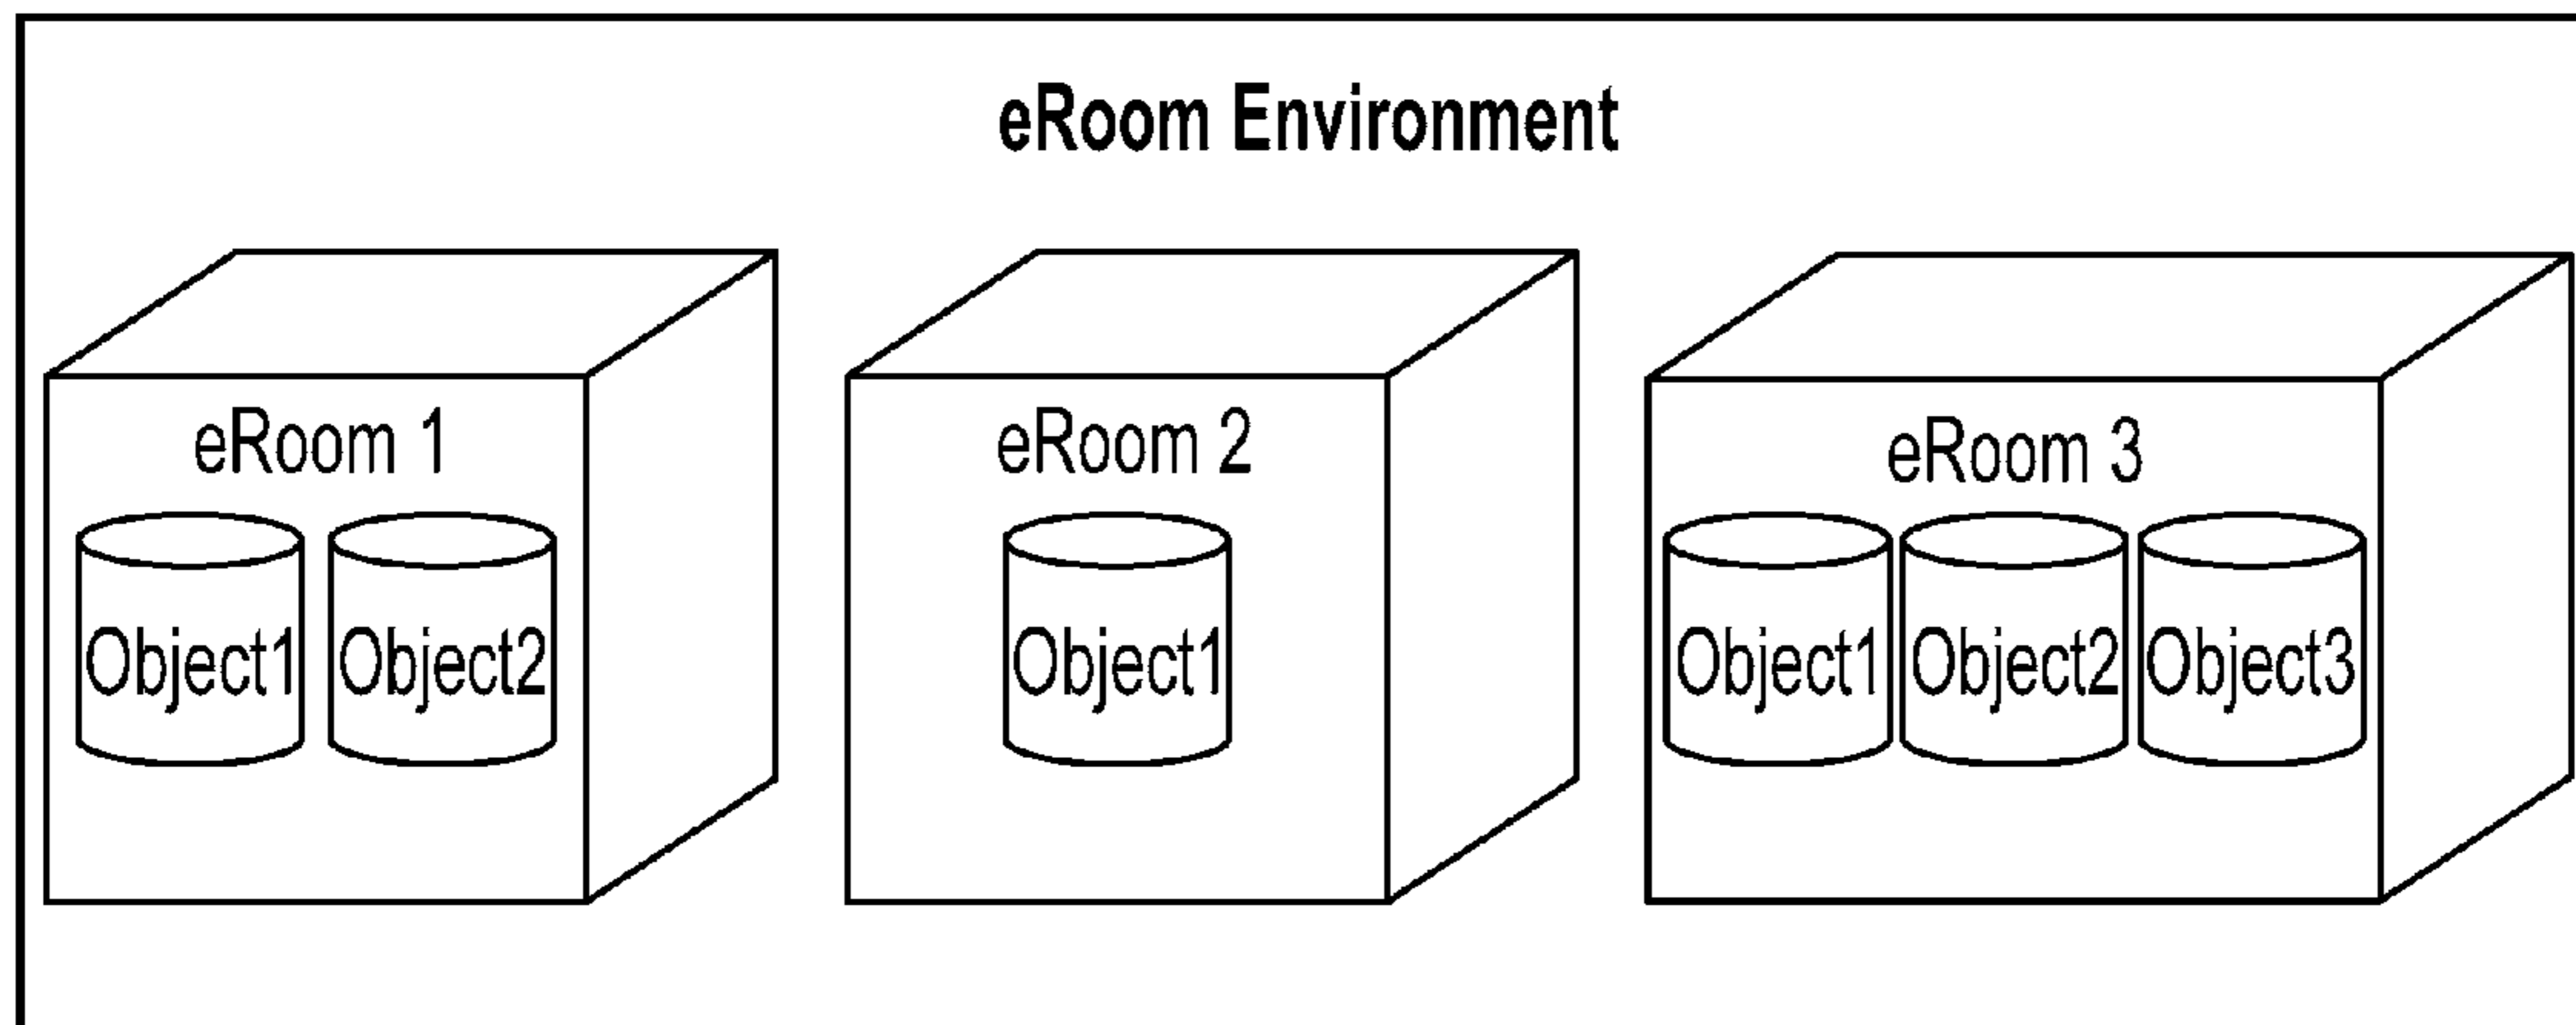 eRoom Environment
eRoom 1
Object1
Object2
eRoom 2
Object1
eRoom 3
Object1
Object2
Object3